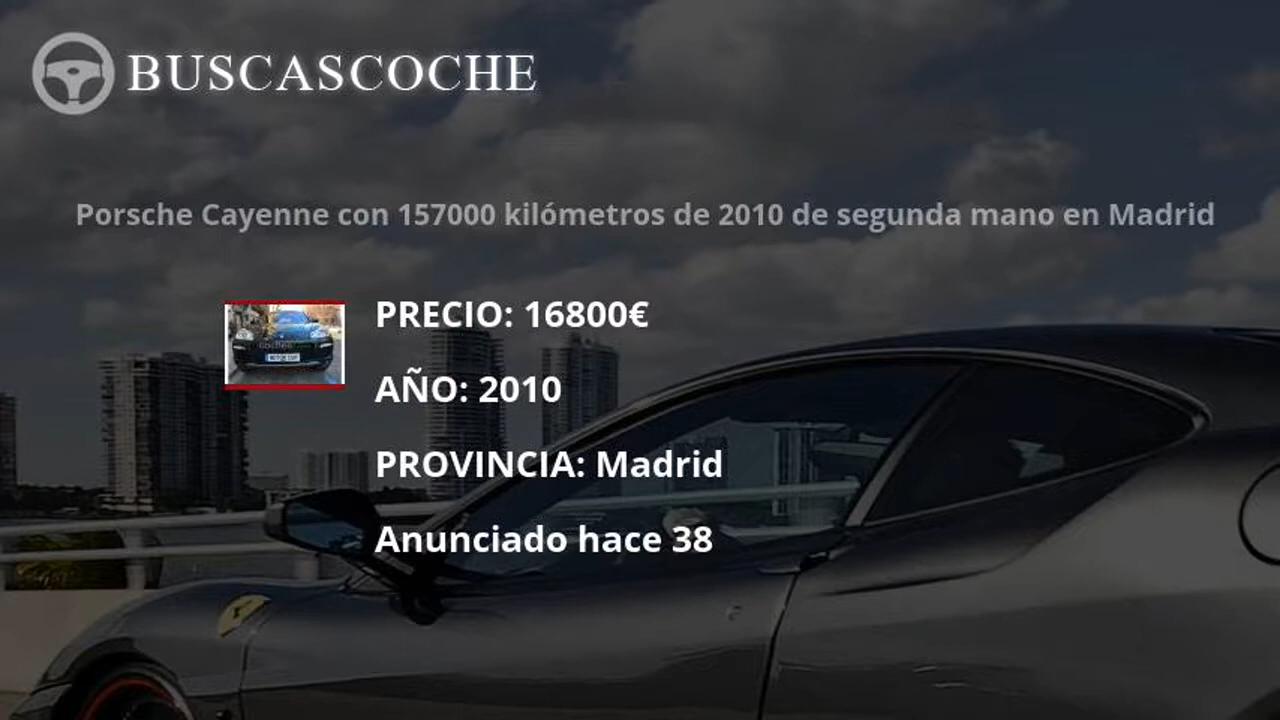 BUSCASCOCHE
Porsche Cayenne con 157000 kilómetros de 2010 de segunda mano en Madrid
PRECIO: 16800€
AÑO: 2010
PROVINCIA: Madrid
Anunciado hace 38